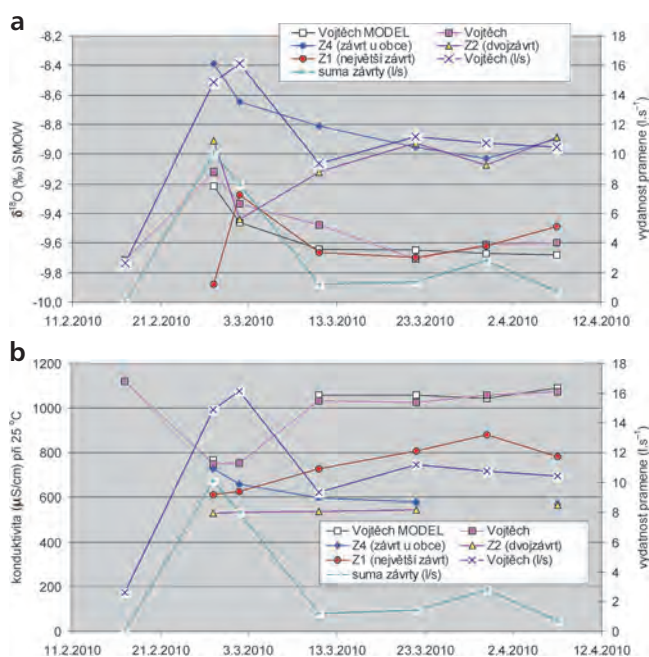 a
-8,2
-8,4
-8,6
-8,8
-9,0
-9,2
-9,4
-9,6
-9,8
-10,0
δ¹⁸O (‰) SMOW
Vojtěch MODEL Vojtěch
Z4 (závrt u obce) Z2 (dvojzávrt)
Z1 (největší závrt) Vojtěch (l/s)
suma závrty (l/s)
18
16
14
12
10
8
6
4
2
0
vydatnost pramene (l.s⁻¹)
11.2.2010 21.2.2010 3.3.2010 13.3.2010 23.3.2010 2.4.2010 12.4.2010
b
1200
1000
800
600
400
200
0
konduktivita (µS/cm) při 25 °C
Vojtěch MODEL Vojtěch
Z4 (závrt u obce) Z2 (dvojzávrt)
Z1 (největší závrt) Vojtěch (l/s)
suma závrty (l/s)
18
16
14
12
10
8
6
4
2
0
vydatnost pramene (l.s⁻¹)
11.2.2010 21.2.2010 3.3.2010 13.3.2010 23.3.2010 2.4.2010 12.4.2010